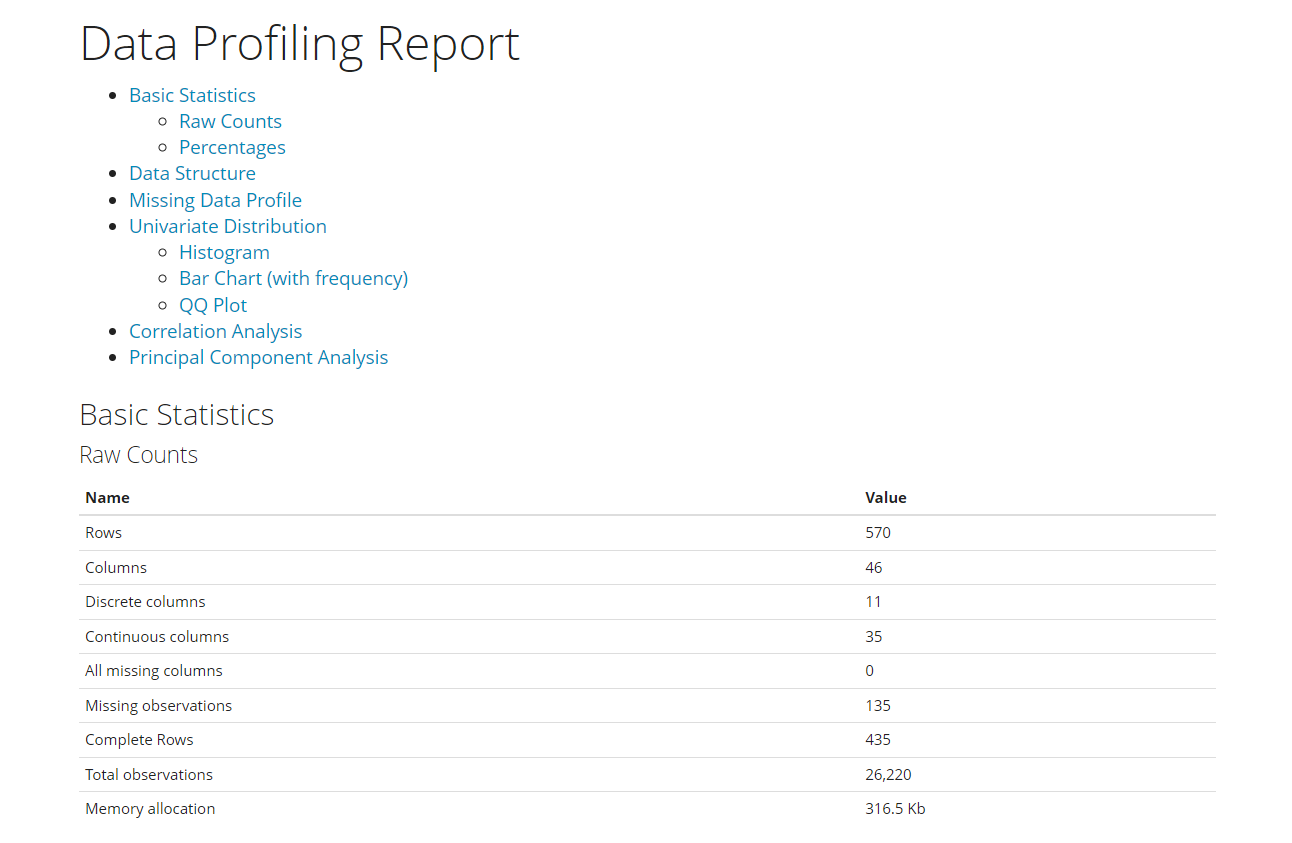 Data Profiling Report
Basic Statistics
Raw Counts
Percentages
Data Structure
Missing Data Profile
Univariate Distribution
Histogram
Bar Chart (with frequency)
QQ Plot
Correlation Analysis
Principal Component Analysis
Basic Statistics
Raw Counts
Name Value
Rows 570
Columns 46
Discrete columns 11
Continuous columns 35
All missing columns 0
Missing observations 135
Complete Rows 435
Total observations 26,220
Memory allocation 316.5 Kb